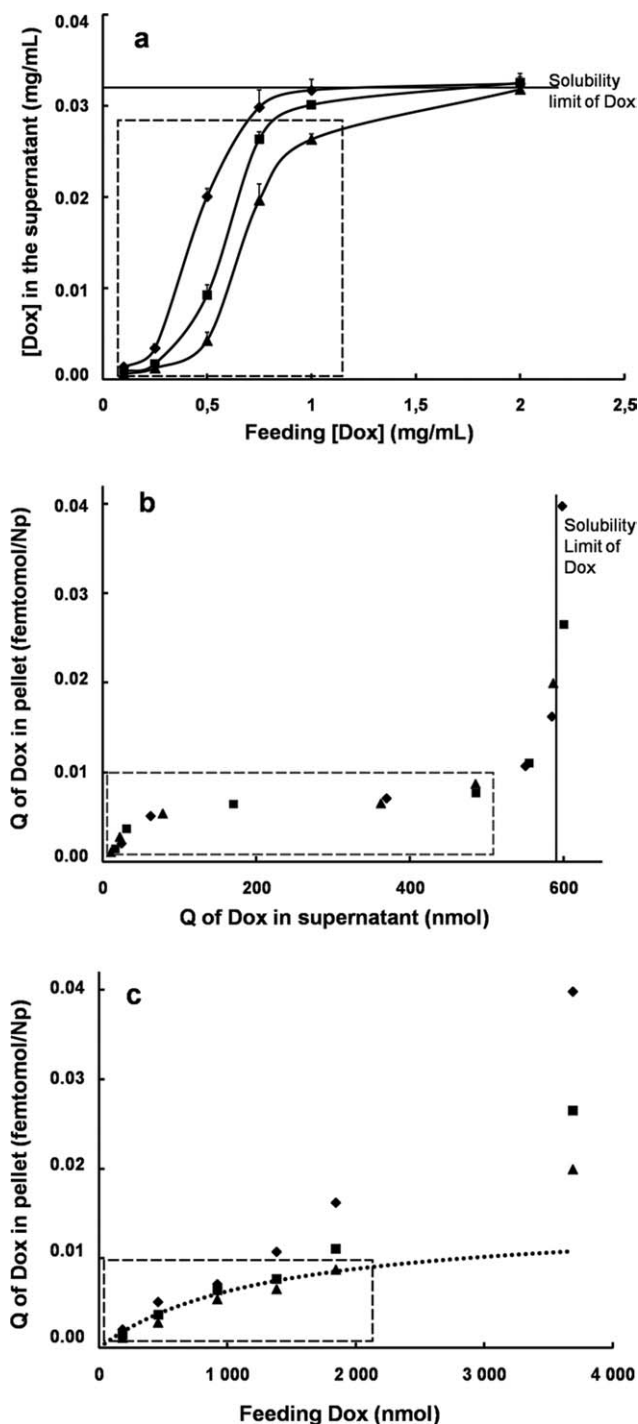 a
[Dox] in the supernatant (mg/mL)
0.04
0.03
0.02
0.01
0.00
Solubility
limit of Dox
0
0,5
1
1,5
2
2,5
Feeding [Dox] (mg/mL)
b
Q of Dox in pellet (femtomol/Np)
0.04
0.03
0.02
0.01
0.00
Solubility
Limit of
Dox
0
200
400
600
Q of Dox in supernatant (nmol)
c
Q of Dox in pellet (femtomol/Np)
0.04
0.03
0.02
0.01
0.00
0
1 000
2 000
3 000
4 000
Feeding Dox (nmol)